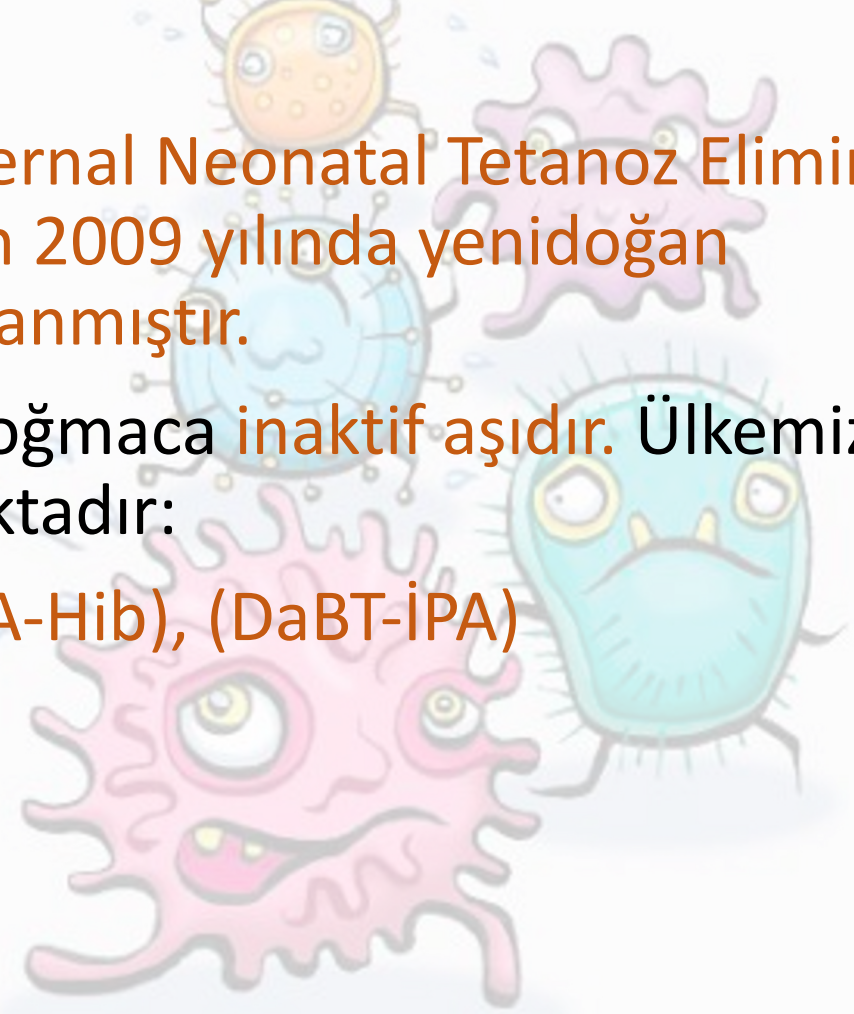 ernal Neonatal Tetanoz Elimin
n 2009 yılında yenidoğan
anmıştır.
oğmaca inaktif aşıdır. Ülkemiz
ktadır:
A-Hib), (DaBT-İPA)